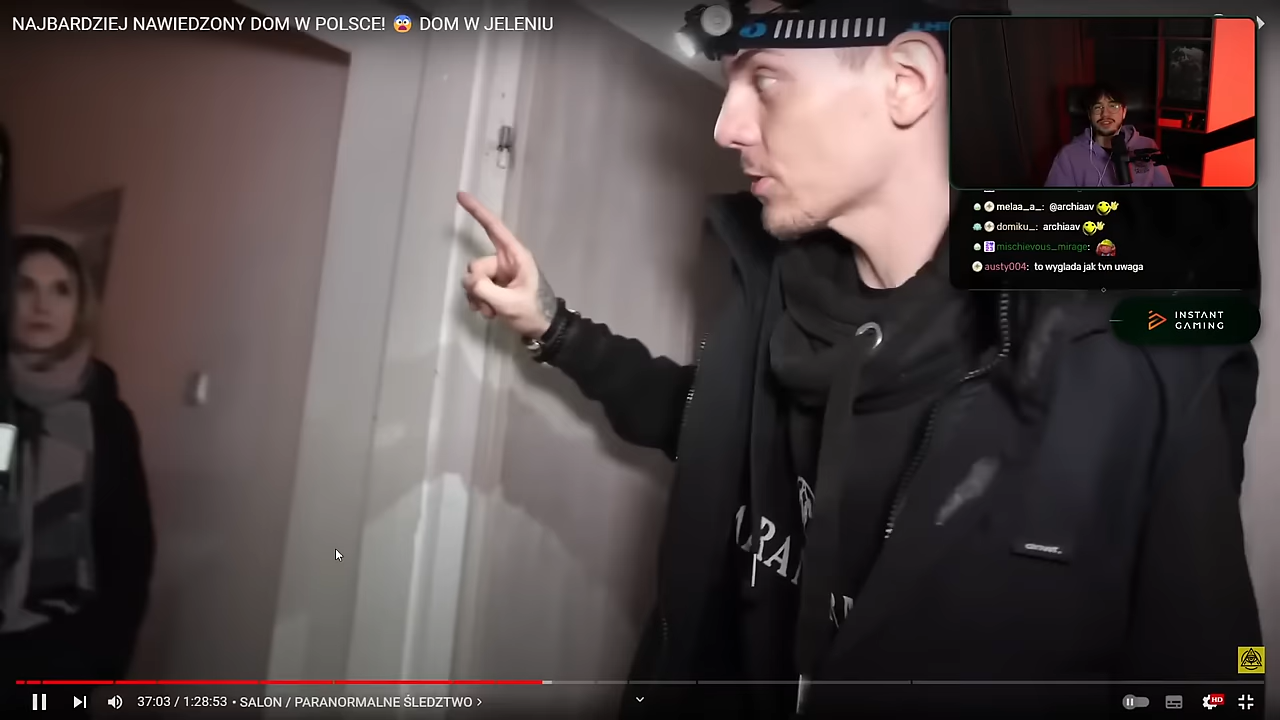 NAJBARDZIEJ NAWIEDZONY DOM W POLSCE! 😨 DOM W JELENIU
melaa_a_: @archiaav
domiku_: archiaav
mischievous_mirage:
austy004: to wyglada jak tvn uwaga
INSTANT
GAMING
37:03 / 1:28:53 • SALON / PARANORMALNE ŚLEDZTWO >
HD